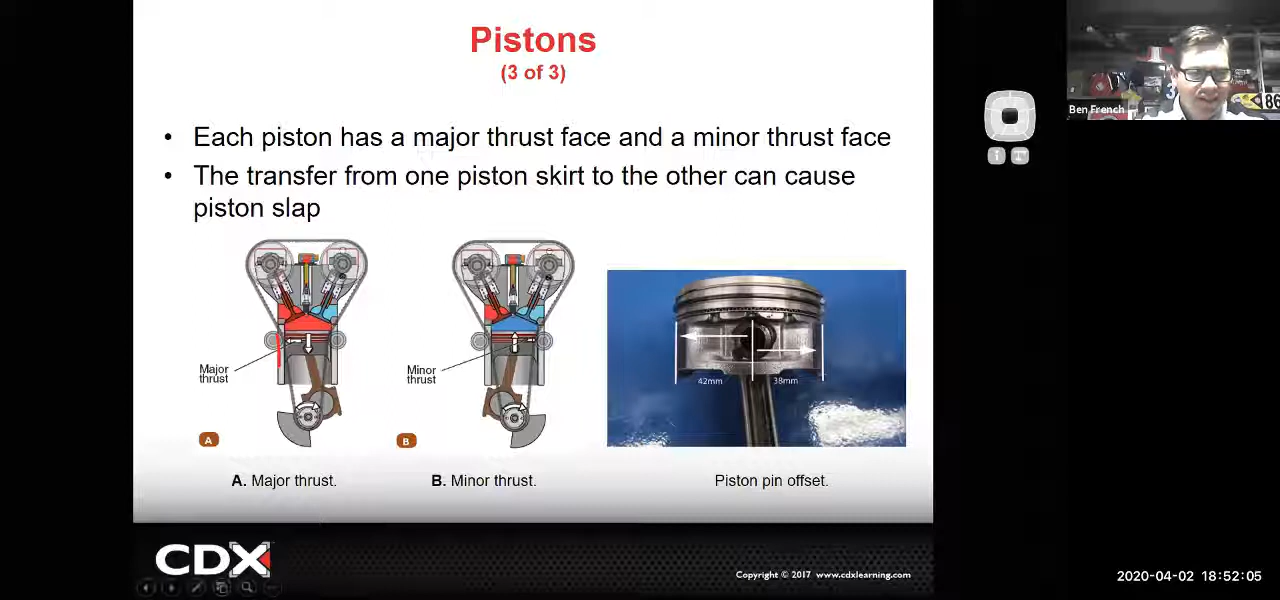 Pistons
(3 of 3)
• Each piston has a major thrust face and a minor thrust face
• The transfer from one piston skirt to the other can cause
piston slap
Major
thrust
Minor
thrust
42mm
38mm
A
B
A. Major thrust.
B. Minor thrust.
Piston pin offset.
CDX
Copyright © 2017 www.cdxlearning.com
Ben French
86
2020-04-02 18:52:05